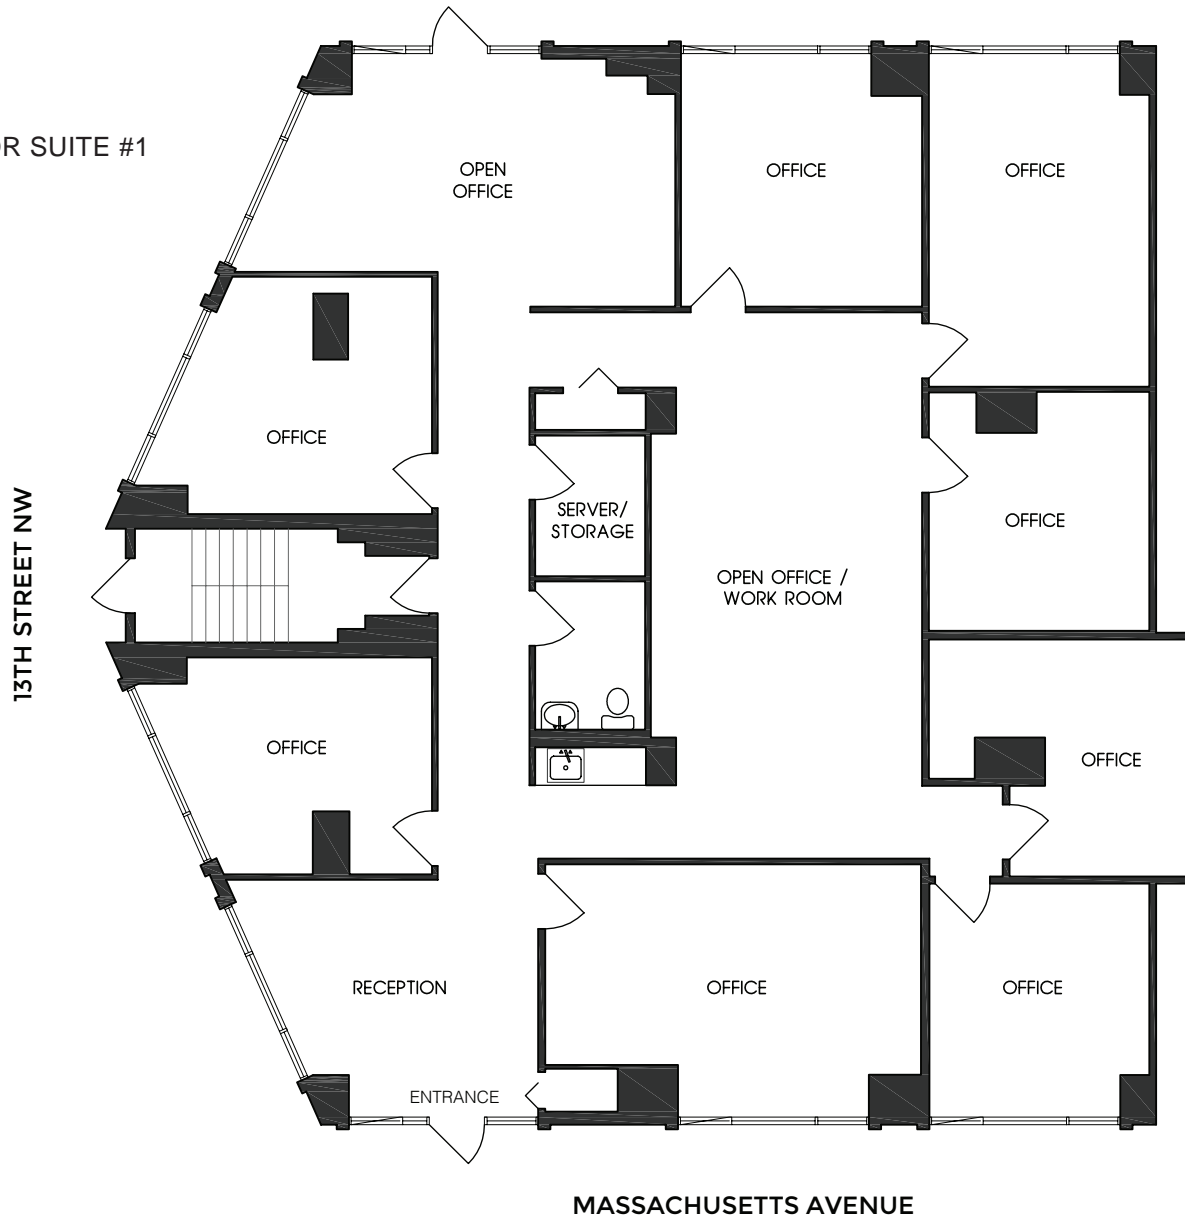 R SUITE #1
OPEN
OFFICE
OFFICE
OFFICE
OFFICE
SERVER/
STORAGE
OFFICE
OPEN OFFICE /
WORK ROOM
13TH STREET NW
OFFICE
OFFICE
RECEPTION
OFFICE
OFFICE
ENTRANCE
MASSACHUSETTS AVENUE